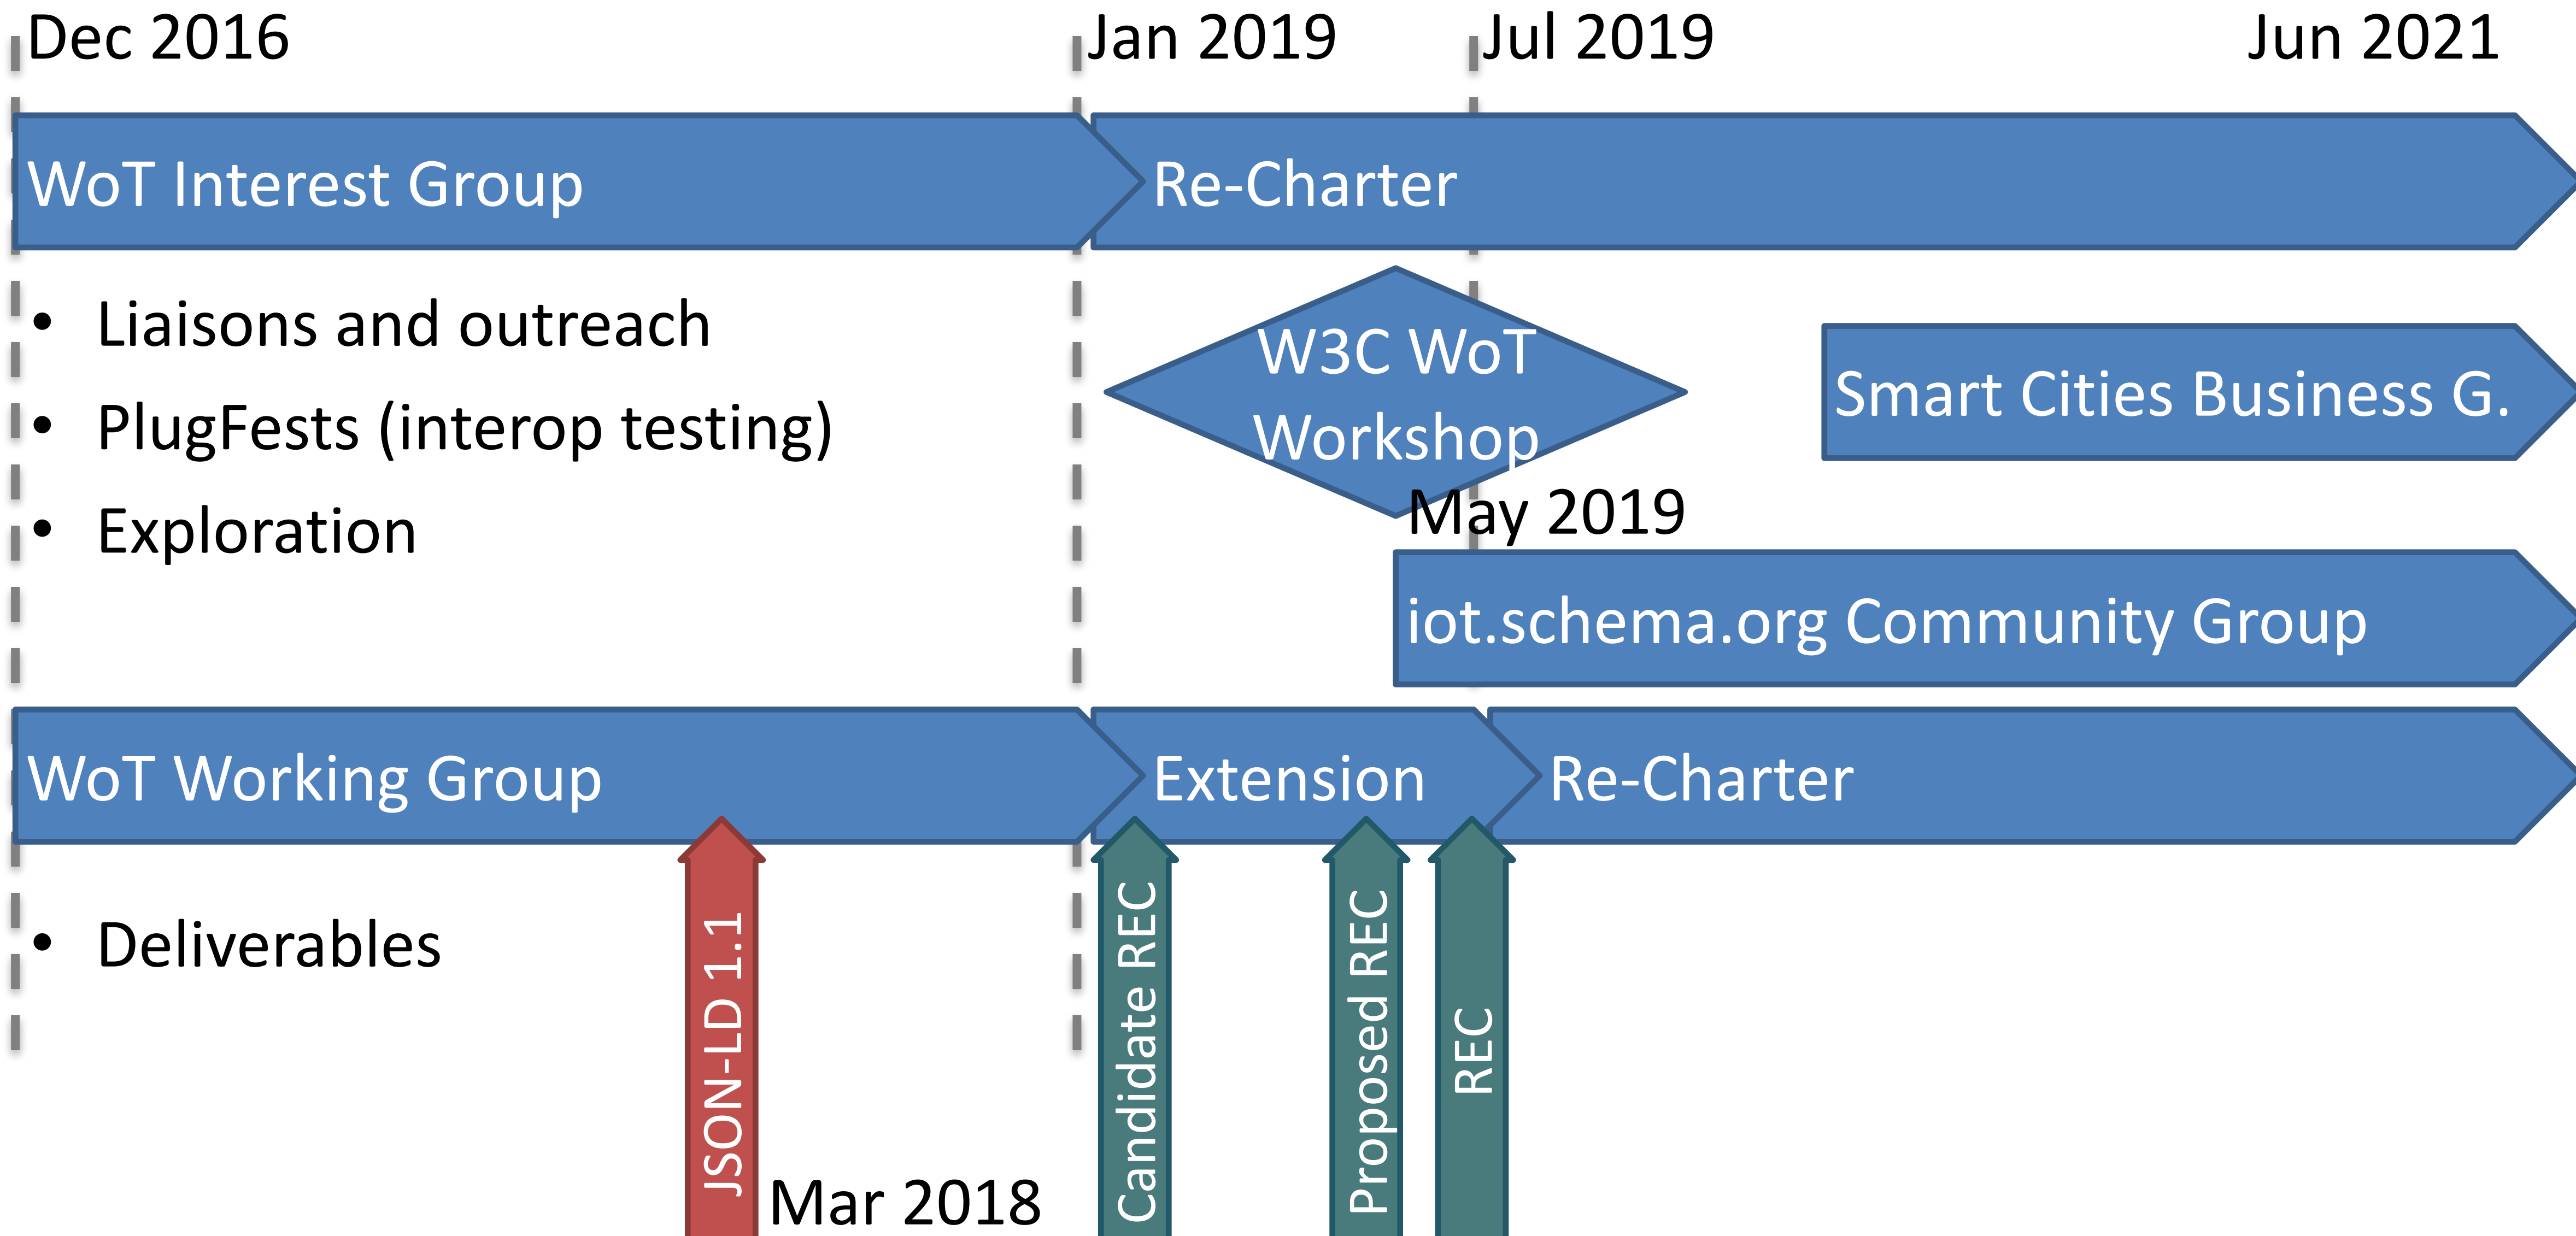 Dec 2016
Jan 2019
Jul 2019
Jun 2021
WoT Interest Group
Re-Charter
• Liaisons and outreach
• PlugFests (interop testing)
• Exploration
W3C WoT
Workshop
May 2019
Smart Cities Business G.
iot.schema.org Community Group
WoT Working Group
Extension
Re-Charter
• Deliverables
JSON-LD 1.1
Mar 2018
Candidate REC
Proposed REC
REC